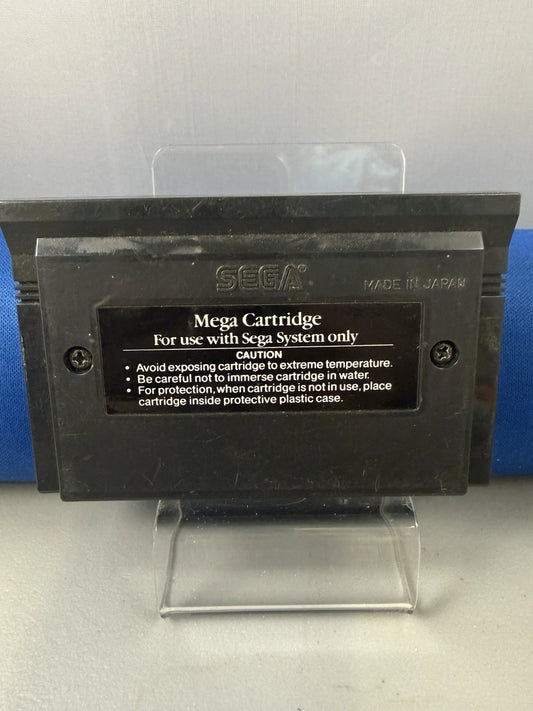 SEGA®
MADE IN JAPAN
Mega Cartridge
For use with Sega System only
CAUTION
• Avoid exposing cartridge to extreme temperature.
• Be careful not to immerse cartridge in water.
• For protection, when cartridge is not in use, place
cartridge inside protective plastic case.